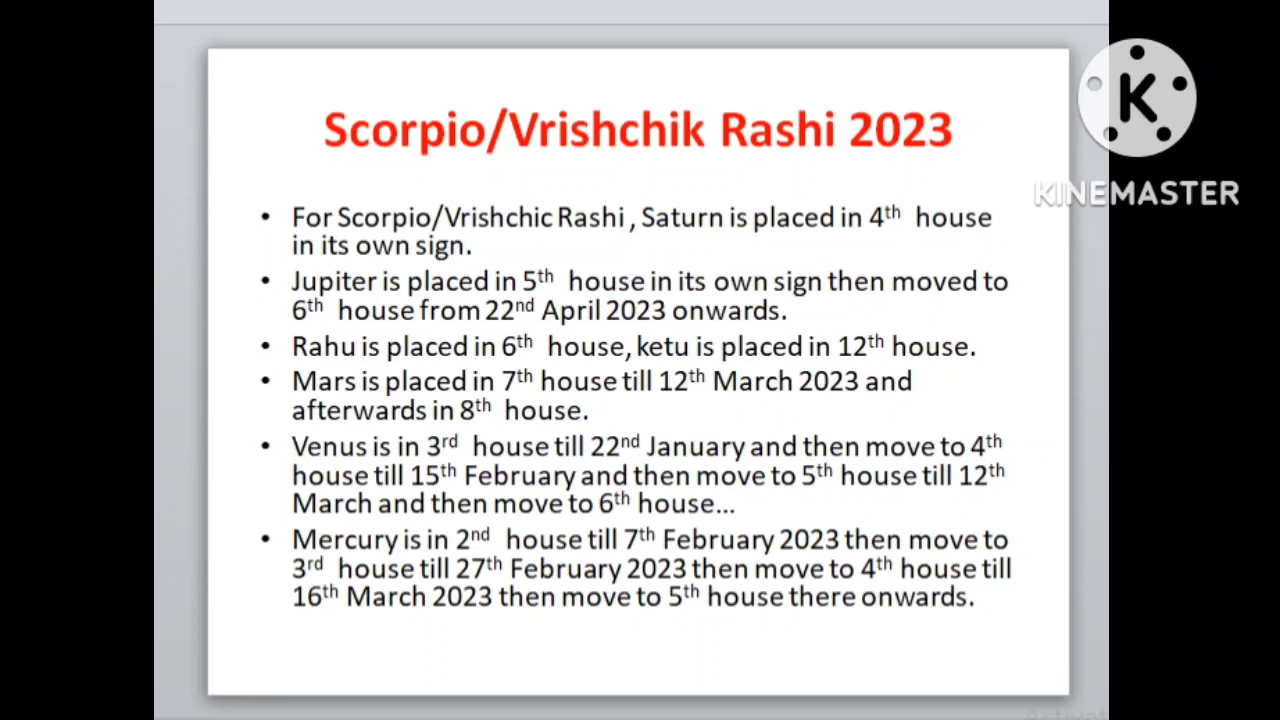 Scorpio/Vrishchik Rashi 2023
K
KINEMASTER
• For Scorpio/Vrishchic Rashi , Saturn is placed in 4th house
in its own sign.
• Jupiter is placed in 5th house in its own sign then moved to
6th house from 22nd April 2023 onwards.
• Rahu is placed in 6th house, ketu is placed in 12th house.
• Mars is placed in 7th house till 12th March 2023 and
afterwards in 8th house.
• Venus is in 3rd house till 22nd January and then move to 4th
house till 15th February and then move to 5th house till 12th
March and then move to 6th house...
• Mercury is in 2nd house till 7th February 2023 then move to
3rd house till 27th February 2023 then move to 4th house till
16th March 2023 then move to 5th house there onwards.